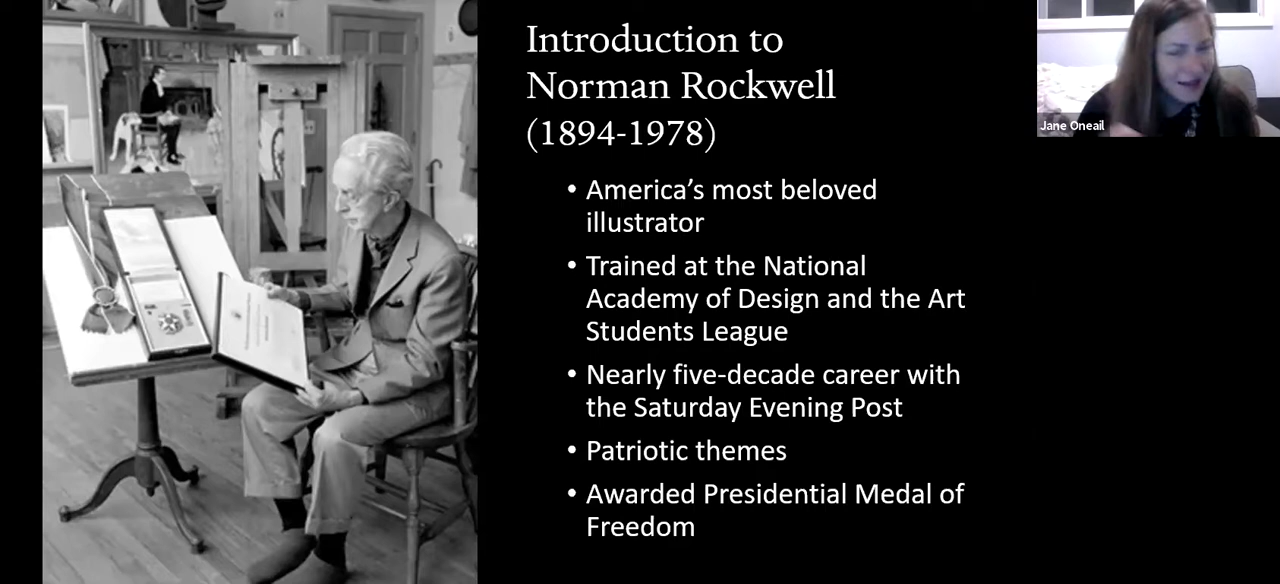 Introduction to
Norman Rockwell
(1894-1978)
• America’s most beloved
illustrator
• Trained at the National
Academy of Design and the Art
Students League
• Nearly five-decade career with
the Saturday Evening Post
• Patriotic themes
• Awarded Presidential Medal of
Freedom
Jane Oneail